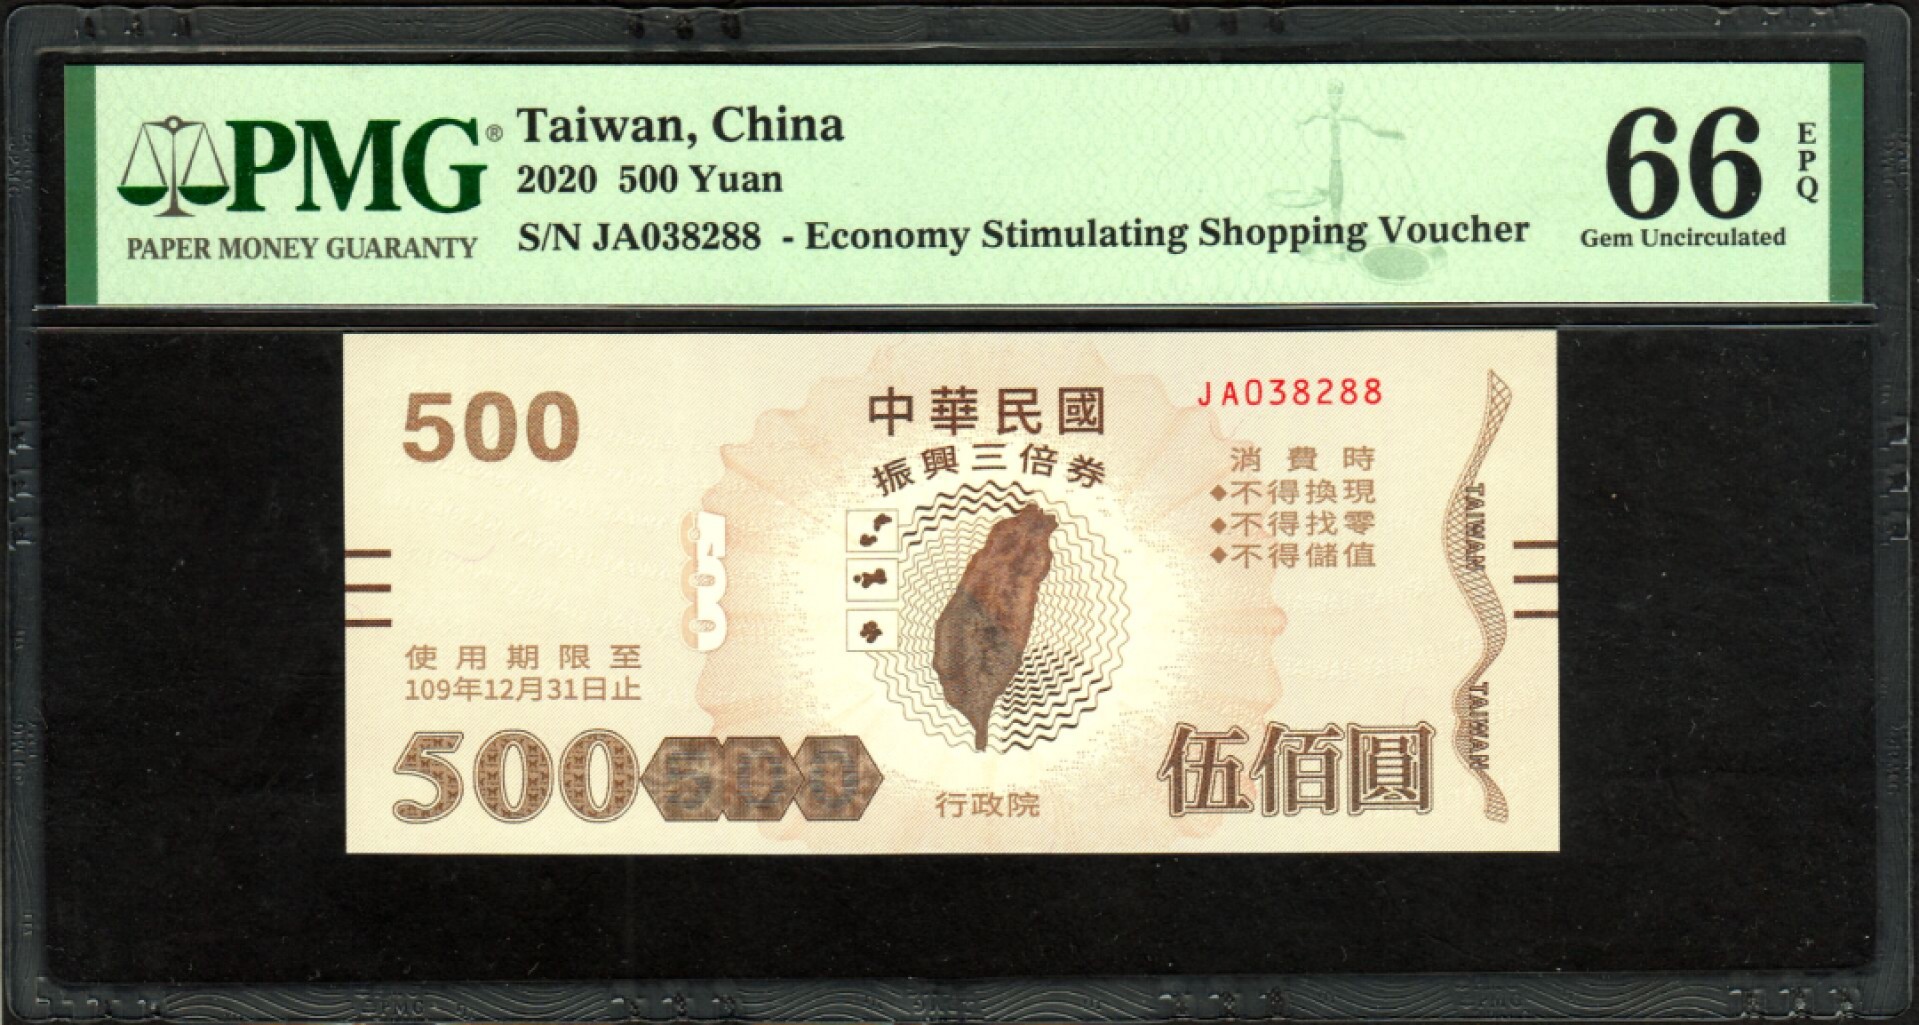 PMG®
PAPER MONEY GUARANTY
Taiwan, China
2020 500 Yuan
S/N JA038288 - Economy Stimulating Shopping Voucher
66
EPQ
Gem Uncirculated
500
中華民國
振興三倍券
JA038288
消費時
◆不得換現
◆不得找零
◆不得儲值
500
TAIWAN
TAIWAN
使用期限至
109年12月31日止
500
500
行政院
伍佰圓